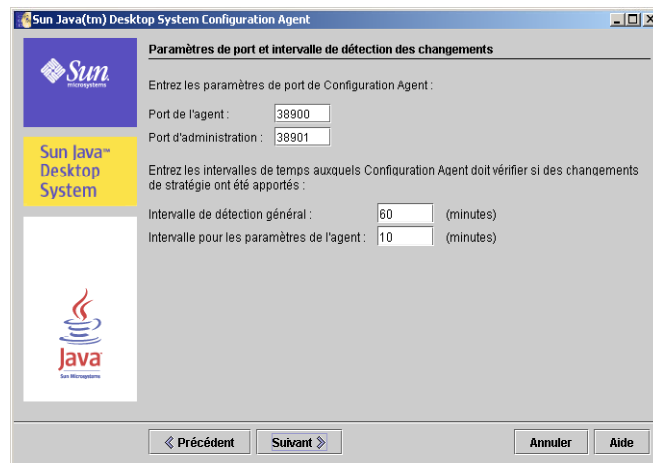 Sun Java(tm) Desktop System Configuration Agent
Sun
microsystems
Sun Java™
Desktop
System
Java
Sun Microsystems
Paramètres de port et intervalle de détection des changements
Entrez les paramètres de port de Configuration Agent :
Port de l'agent : 38900
Port d'administration : 38901
Entrez les intervalles de temps auxquels Configuration Agent doit vérifier si des changements
de stratégie ont été apportés :
Intervalle de détection général : 60 (minutes)
Intervalle pour les paramètres de l'agent : 10 (minutes)
Précédent Suivant Annuler Aide